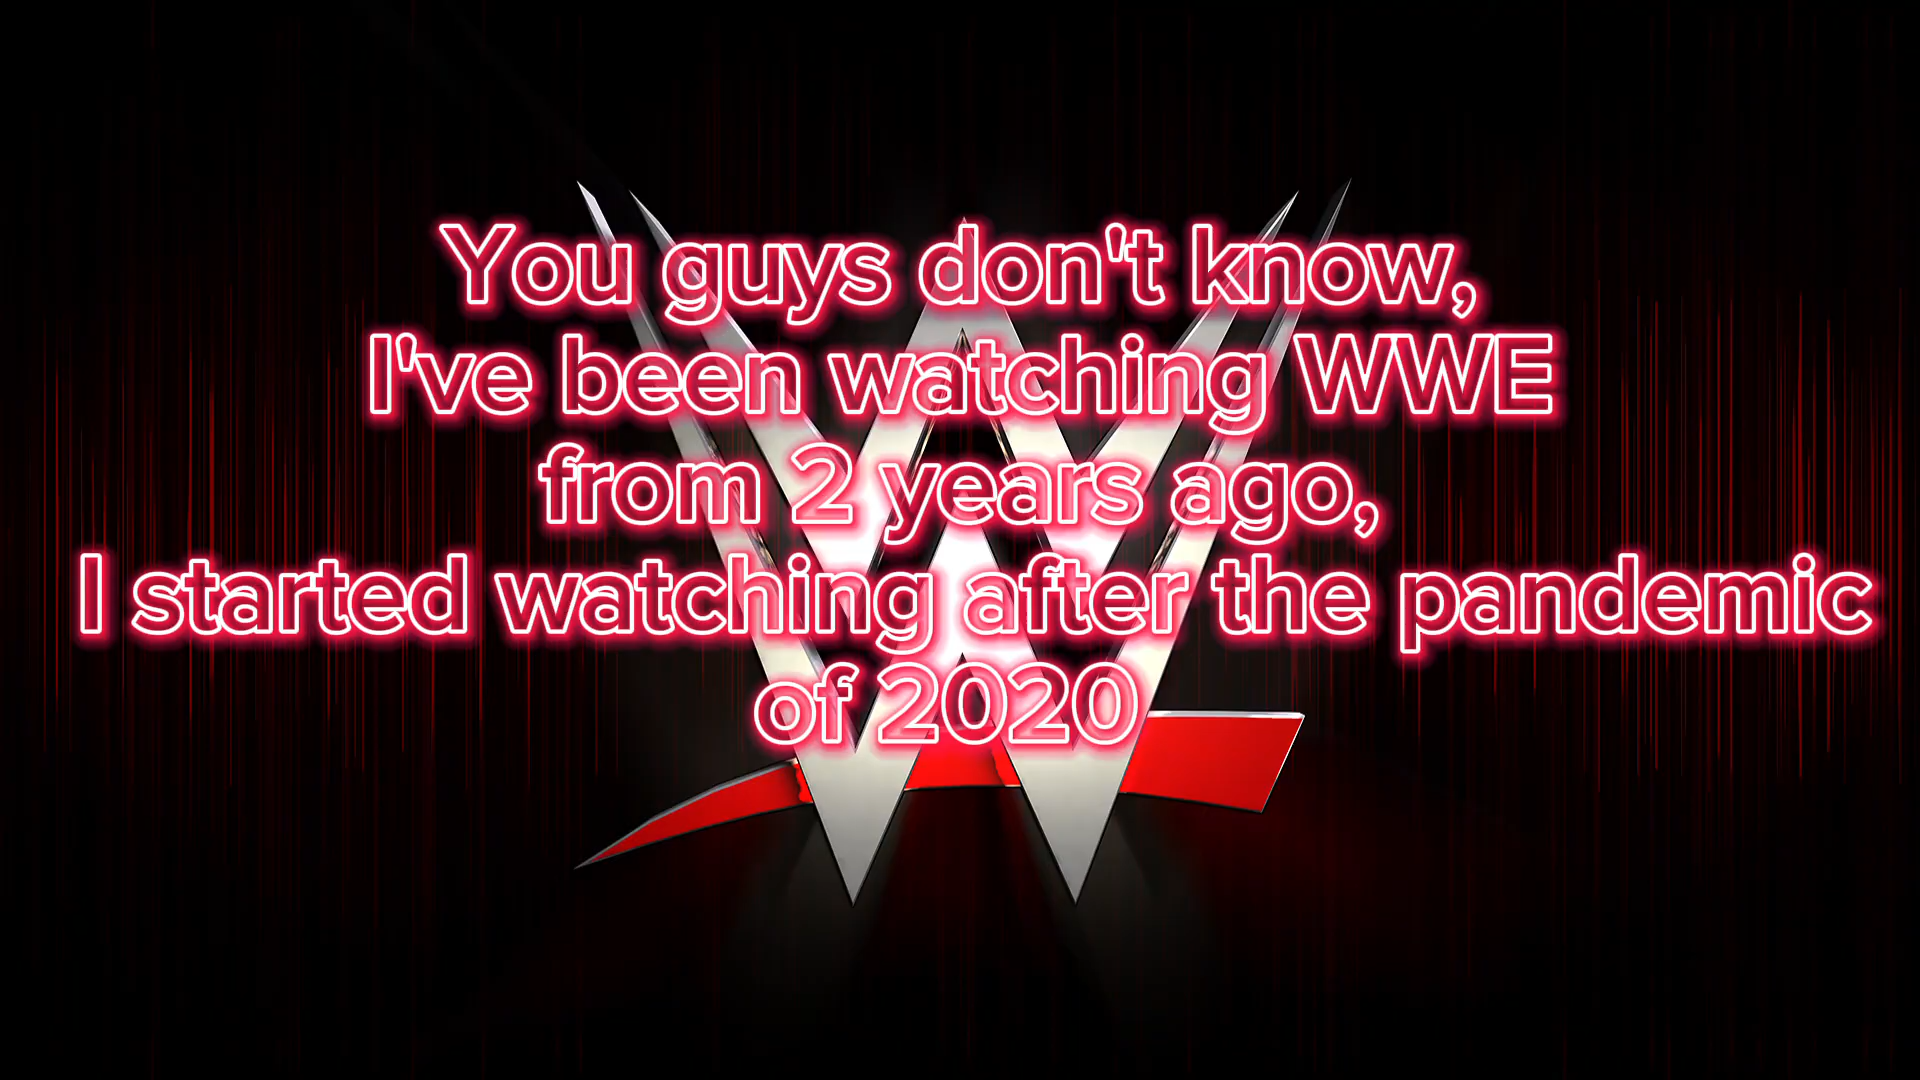 You guys don't know,
I've been watching WWE
from 2 years ago,
I started watching after the pandemic
of 2020